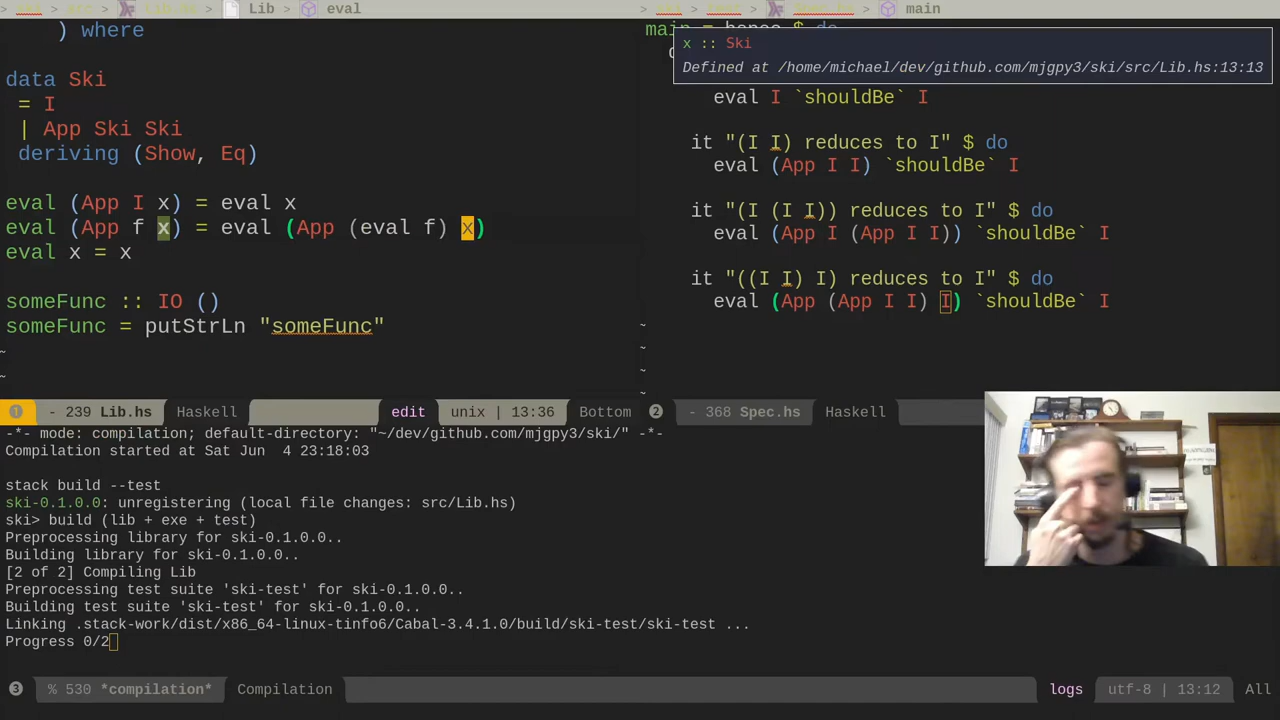 > Lib > eval
) where
data Ski
= I
| App Ski Ski
deriving (Show, Eq)
eval (App I x) = eval x
eval (App f x) = eval (App (eval f) x)
eval x = x
someFunc :: IO ()
someFunc = putStrLn "someFunc"
~
~
❶ - 239 Lib.hs Haskell edit unix | 13:36 Bottom
> main
x :: Ski
Defined at /home/michael/dev/github.com/mjgpy3/ski/src/Lib.hs:13:13
eval I `shouldBe` I
it "(I I) reduces to I" $ do
eval (App I I) `shouldBe` I
it "(I (I I)) reduces to I" $ do
eval (App I (App I I)) `shouldBe` I
it "((I I) I) reduces to I" $ do
eval (App (App I I) I) `shouldBe` I
~
~
~
~
❷ - 368 Spec.hs Haskell
-*- mode: compilation; default-directory: "~/dev/github.com/mjgpy3/ski/" -*-
Compilation started at Sat Jun 4 23:18:03
stack build --test
ski-0.1.0.0: unregistering (local file changes: src/Lib.hs)
ski> build (lib + exe + test)
Preprocessing library for ski-0.1.0.0..
Building library for ski-0.1.0.0..
[2 of 2] Compiling Lib
Preprocessing test suite 'ski-test' for ski-0.1.0.0..
Building test suite 'ski-test' for ski-0.1.0.0..
Linking .stack-work/dist/x86_64-linux-tinfo6/Cabal-3.4.1.0/build/ski-test/ski-test ...
Progress 0/2
❸ % 530 *compilation* Compilation logs utf-8 | 13:12 All